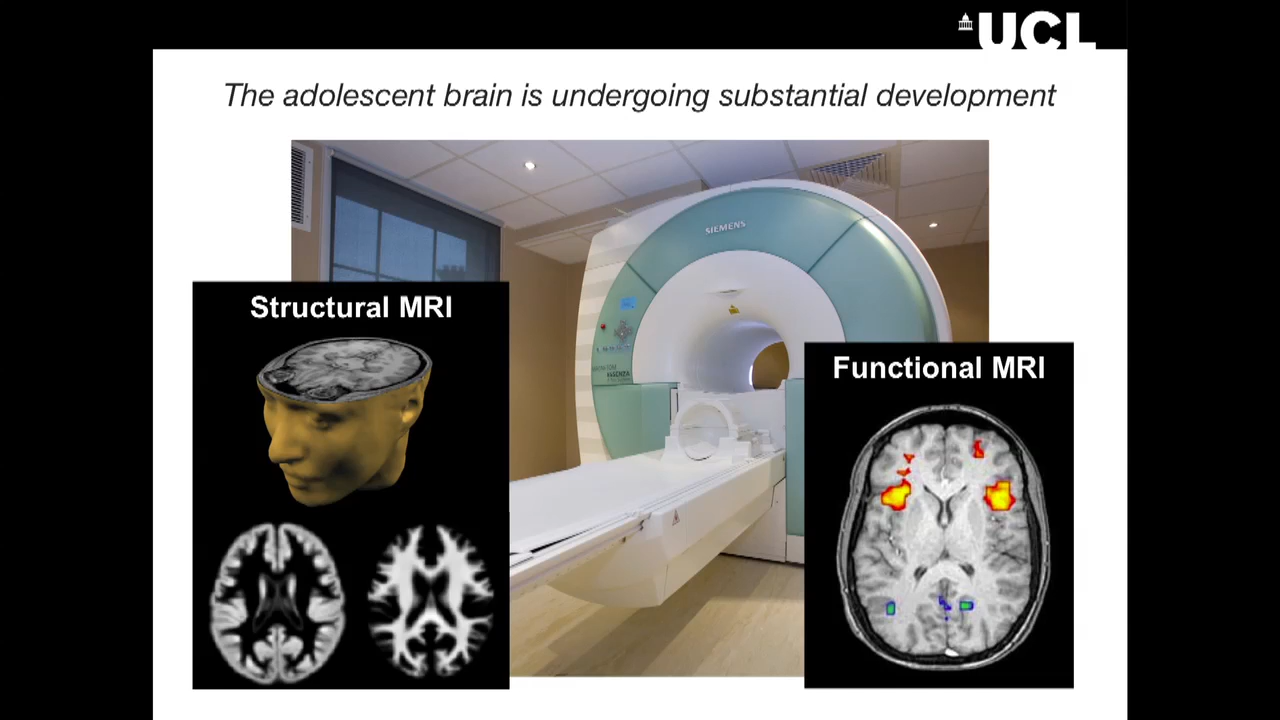 UCL
The adolescent brain is undergoing substantial development
SIEMENS
Structural MRI
Functional MRI